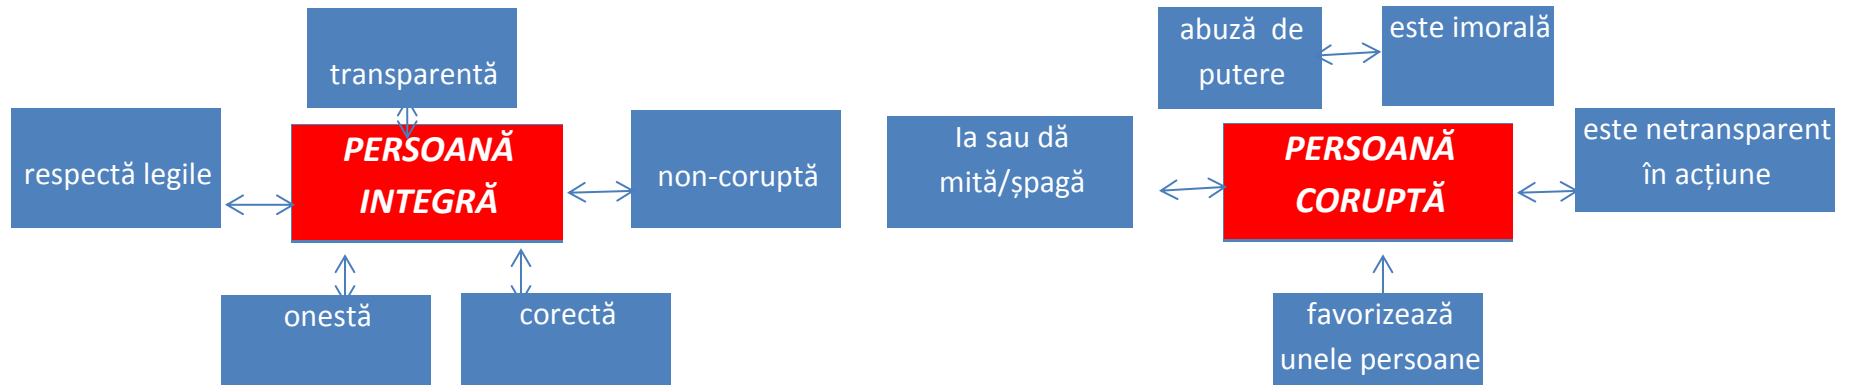 transparentă
respectă legile
PERSOANĂ
INTEGRĂ
non-coruptă
onestă
corectă
abuză de
putere
este imorală
Ia sau dă
mită/șpagă
PERSOANĂ
CORUPTĂ
este netransparent
în acțiune
favorizează
unele persoane